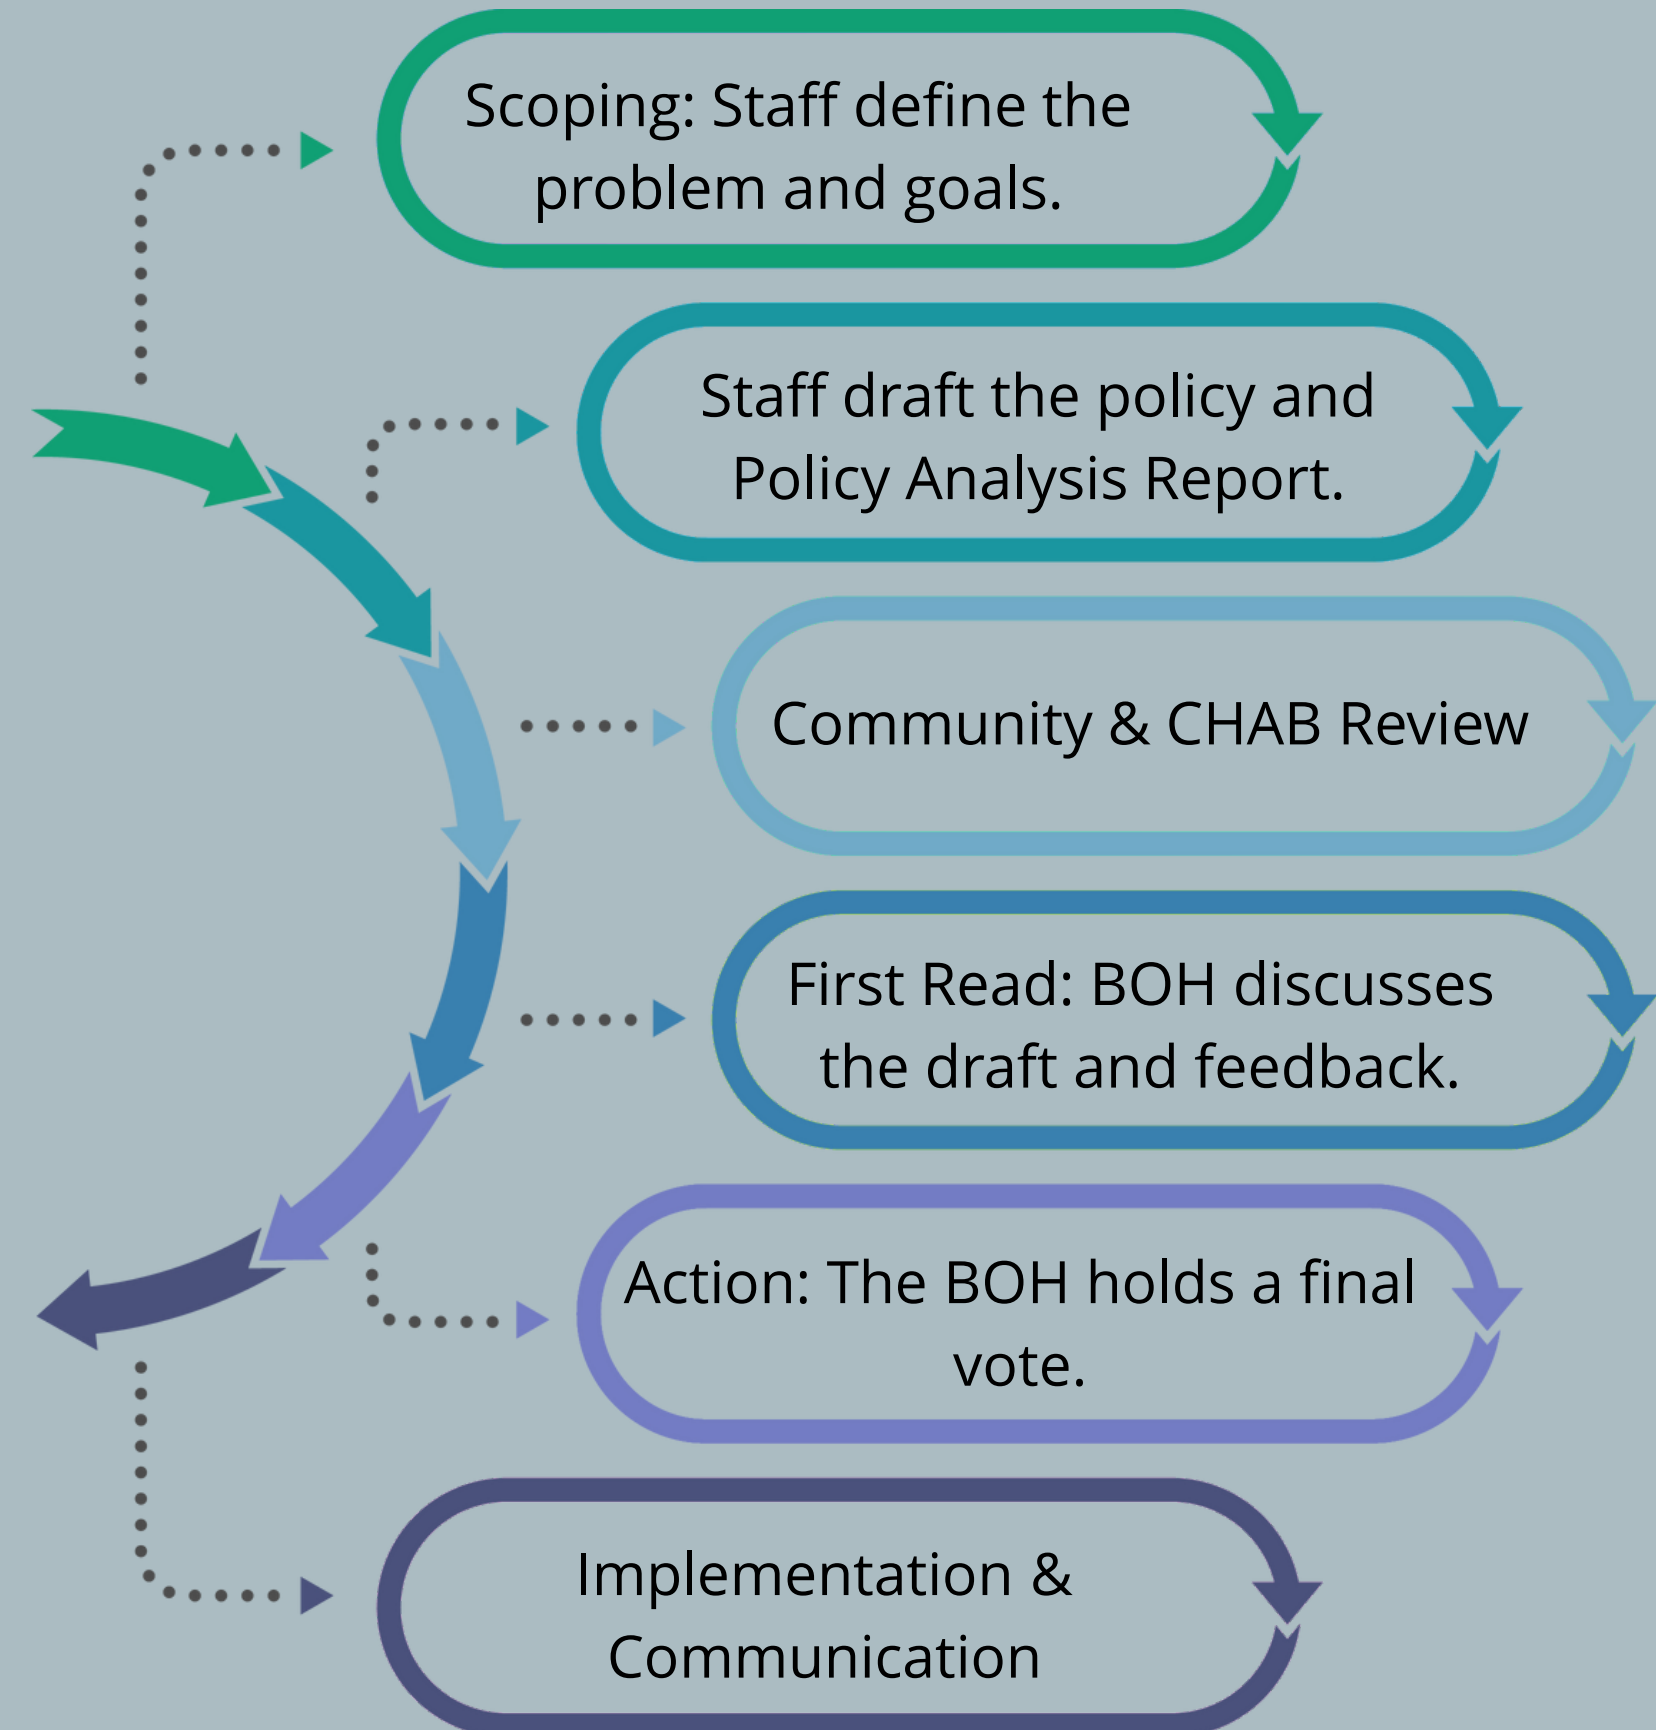 Scoping: Staff define the
problem and goals.
Staff draft the policy and
Policy Analysis Report.
Community & CHAB Review
First Read: BOH discusses
the draft and feedback.
Action: The BOH holds a final
vote.
Implementation &
Communication